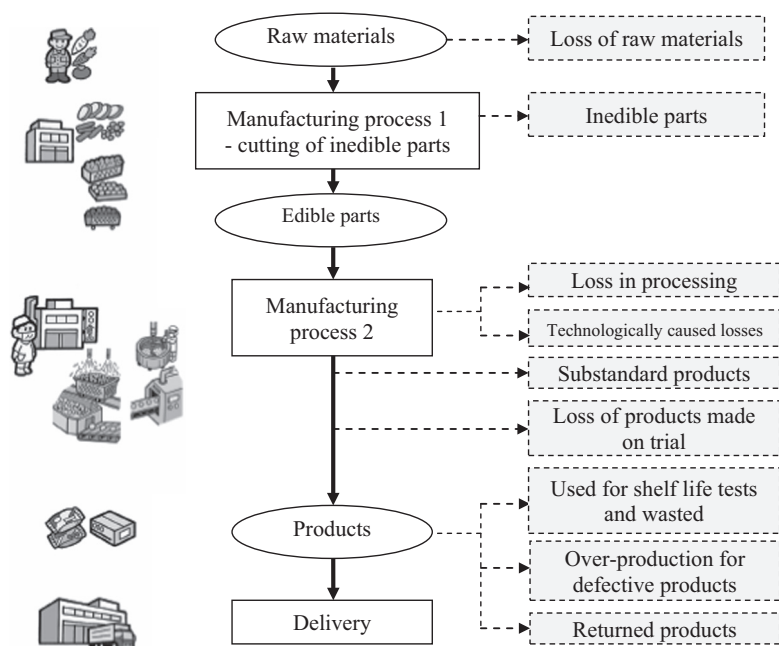 Raw materials
Loss of raw materials
Manufacturing process 1
- cutting of inedible parts
Inedible parts
Edible parts
Manufacturing
process 2
Loss in processing
Technologically caused losses
Substandard products
Loss of products made
on trial
Products
Used for shelf life tests
and wasted
Over-production for
defective products
Delivery
Returned products